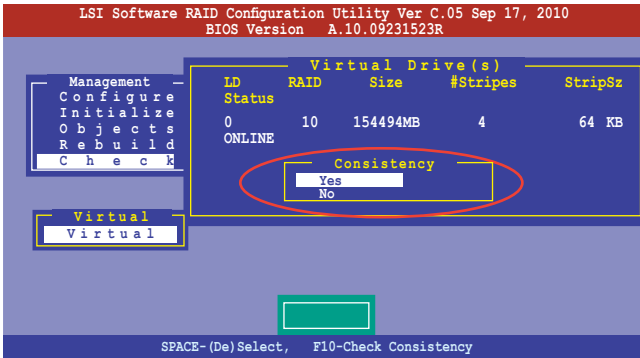 LSI Software RAID Configuration Utility Ver C.05 Sep 17, 2010
BIOS Version A.10.09231523R
Management
Configure
Initialize
Objects
Rebuild
Check
Virtual Drive(s)
LD RAID Size #Stripes StripSz
Status
0 10 154494MB 4 64 KB
ONLINE
Consistency
Yes
No
Virtual
Virtual
SPACE-(De)Select, F10-Check Consistency